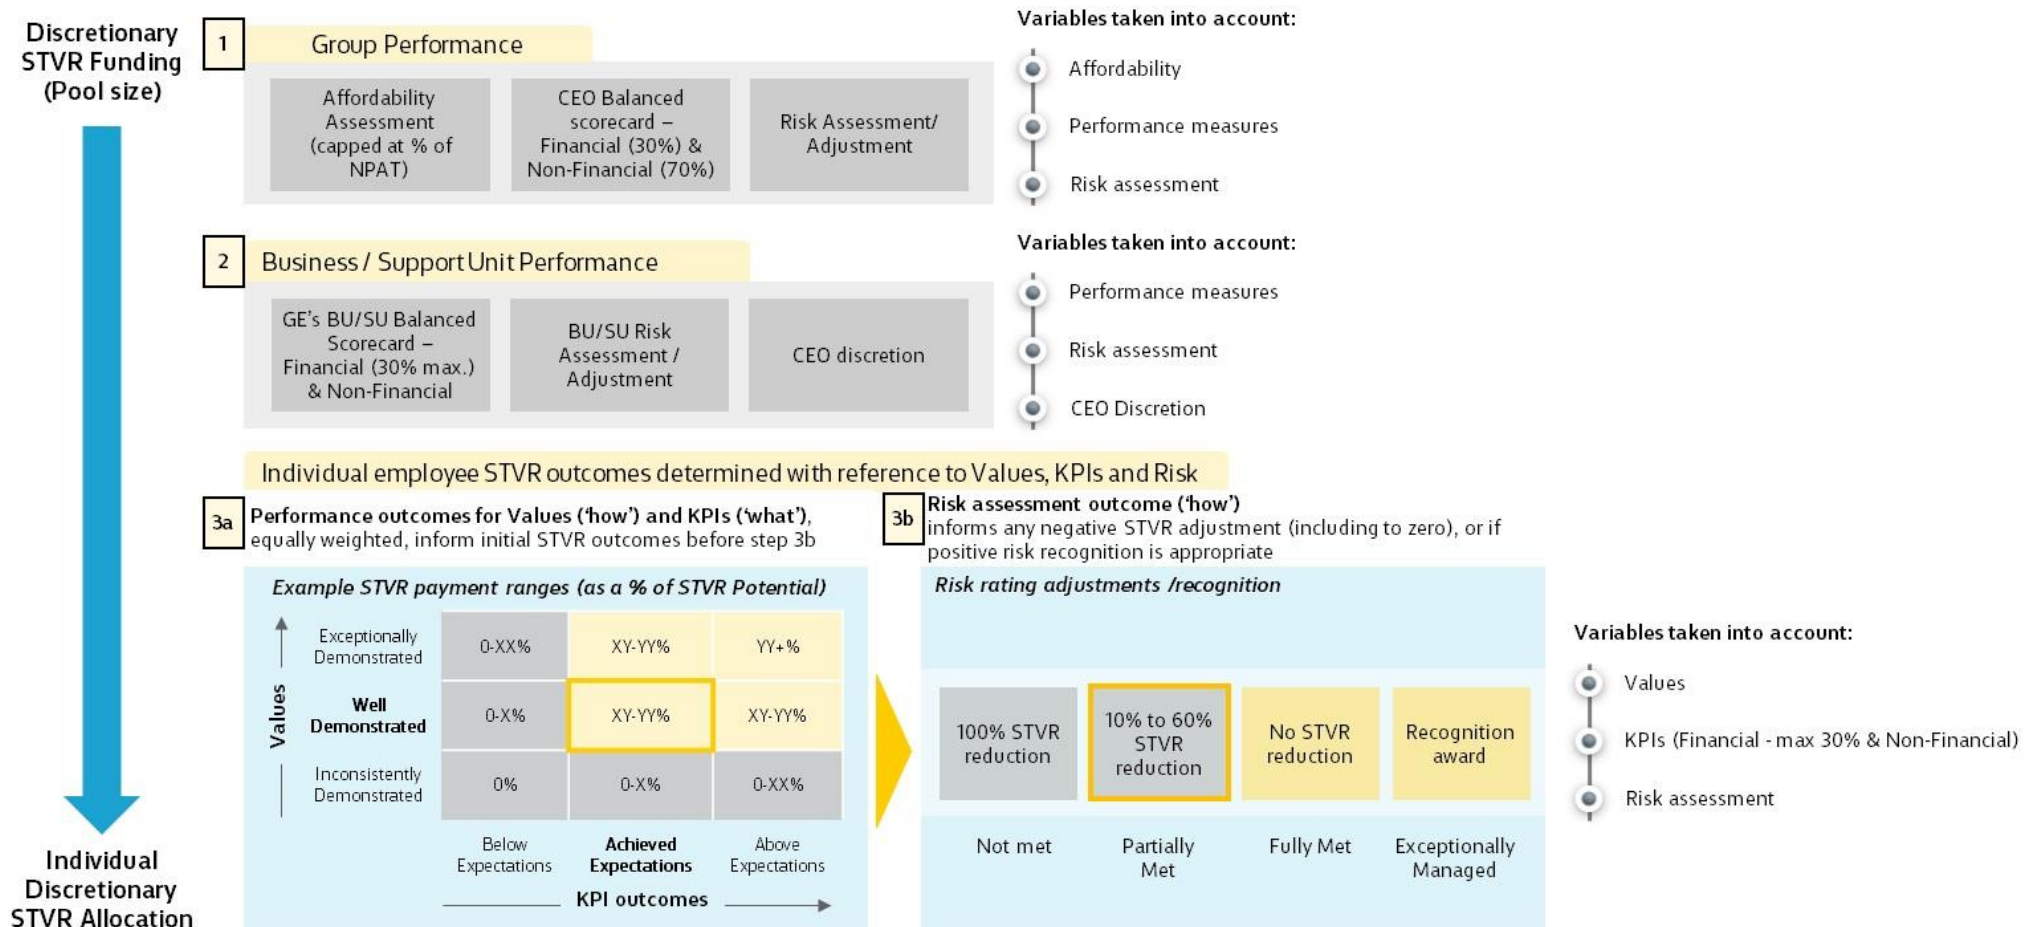 Discretionary
STVR Funding
(Pool size)
1
Group Performance
Affordability
Assessment
(capped at % of
NPAT)
CEO Balanced
scorecard –
Financial (30%) &
Non-Financial (70%)
Risk Assessment/
Adjustment
Variables taken into account:
Affordability
Performance measures
Risk assessment
2
Business / Support Unit Performance
GE's BU/SU Balanced
Scorecard –
Financial (30% max.)
& Non-Financial
BU/SU Risk
Assessment /
Adjustment
CEO discretion
Variables taken into account:
Performance measures
Risk assessment
CEO Discretion
Individual employee STVR outcomes determined with reference to Values, KPIs and Risk
3a
Performance outcomes for Values ('how') and KPIs ('what'),
equally weighted, inform initial STVR outcomes before step 3b
Example STVR payment ranges (as a % of STVR Potential)
Values
Exceptionally
Demonstrated
0-XX%
XY-YY%
YY+%
Well
Demonstrated
0-X%
XY-YY%
XY-YY%
Inconsistently
Demonstrated
0%
0-X%
0-XX%
Below
Expectations
Achieved
Expectations
Above
Expectations
KPI outcomes
3b
Risk assessment outcome ('how')
informs any negative STVR adjustment (including to zero), or if
positive risk recognition is appropriate
Risk rating adjustments /recognition
100% STVR
reduction
10% to 60%
STVR
reduction
No STVR
reduction
Recognition
award
Not met
Partially
Met
Fully Met
Exceptionally
Managed
Variables taken into account:
Values
KPIs (Financial - max 30% & Non-Financial)
Risk assessment
Individual
Discretionary
STVR Allocation